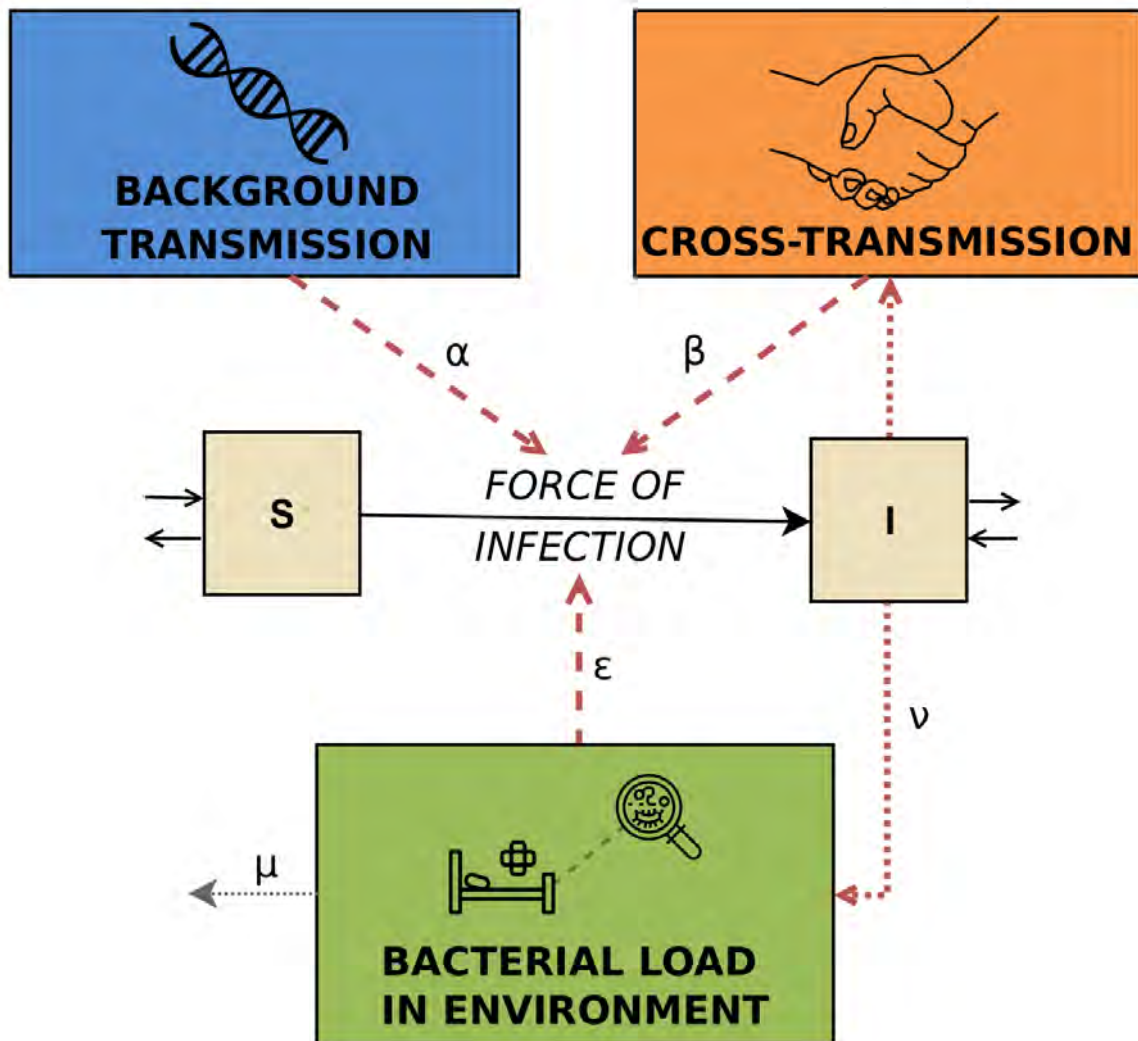 BACKGROUND
TRANSMISSION
CROSS-TRANSMISSION
α
β
S
FORCE OF
INFECTION
I
ε
ν
μ
BACTERIAL LOAD
IN ENVIRONMENT